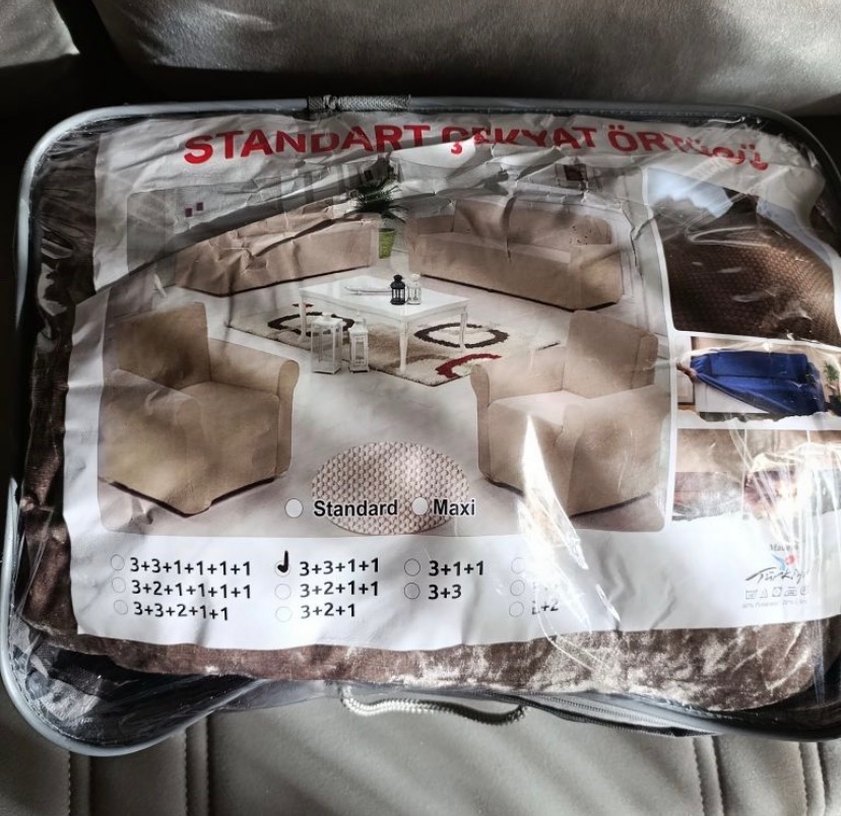 STANDART ÇEKYAT ÖRTÜSÜ
Standard Maxi
3+3+1+1+1+1 3+3+1+1 3+1+1
3+2+1+1+1+1 3+2+1+1 3+3
3+3+2+1+1 3+2+1
Türkiye